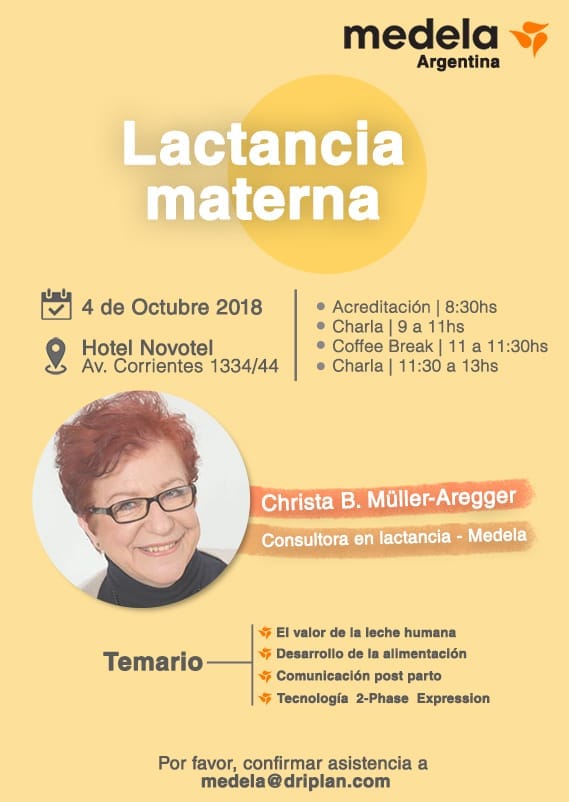 medela
Argentina
Lactancia
materna
4 de Octubre 2018
Hotel Novotel
Av. Corrientes 1334/44
Acreditación | 8:30hs
Charla | 9 a 11hs
Coffee Break | 11 a 11:30hs
Charla | 11:30 a 13hs
Christa B. Müller-Aregger
Consultora en lactancia - Medela
Temario
El valor de la leche humana
Desarrollo de la alimentación
Comunicación post parto
Tecnología 2-Phase Expression
Por favor, confirmar asistencia a
medela@driplan.com